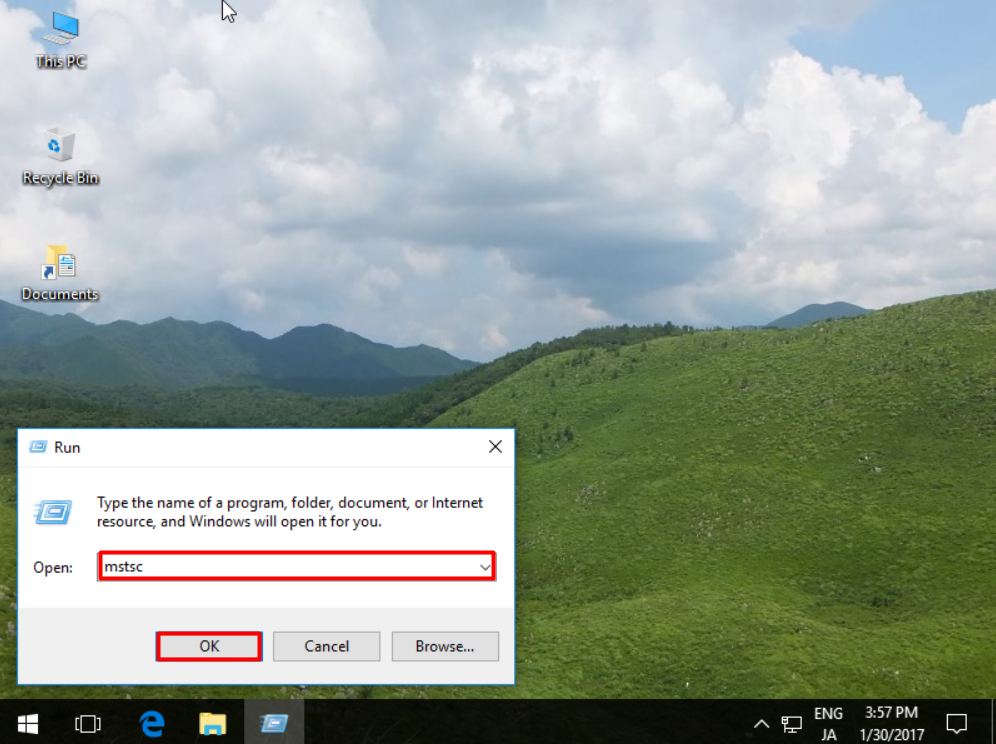 This PC
Recycle Bin
Documents
Run
Type the name of a program, folder, document, or Internet
resource, and Windows will open it for you.
Open:
mstsc
OK
Cancel
Browse...
ENG
JA
3:57 PM
1/30/2017